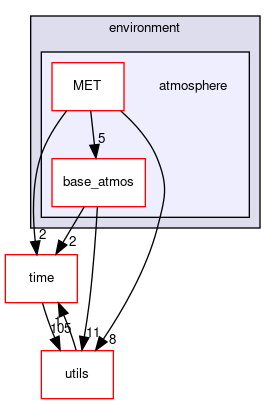 environment
MET
atmosphere
5
base_atmos
2
2
time
11
8
1
105
utils